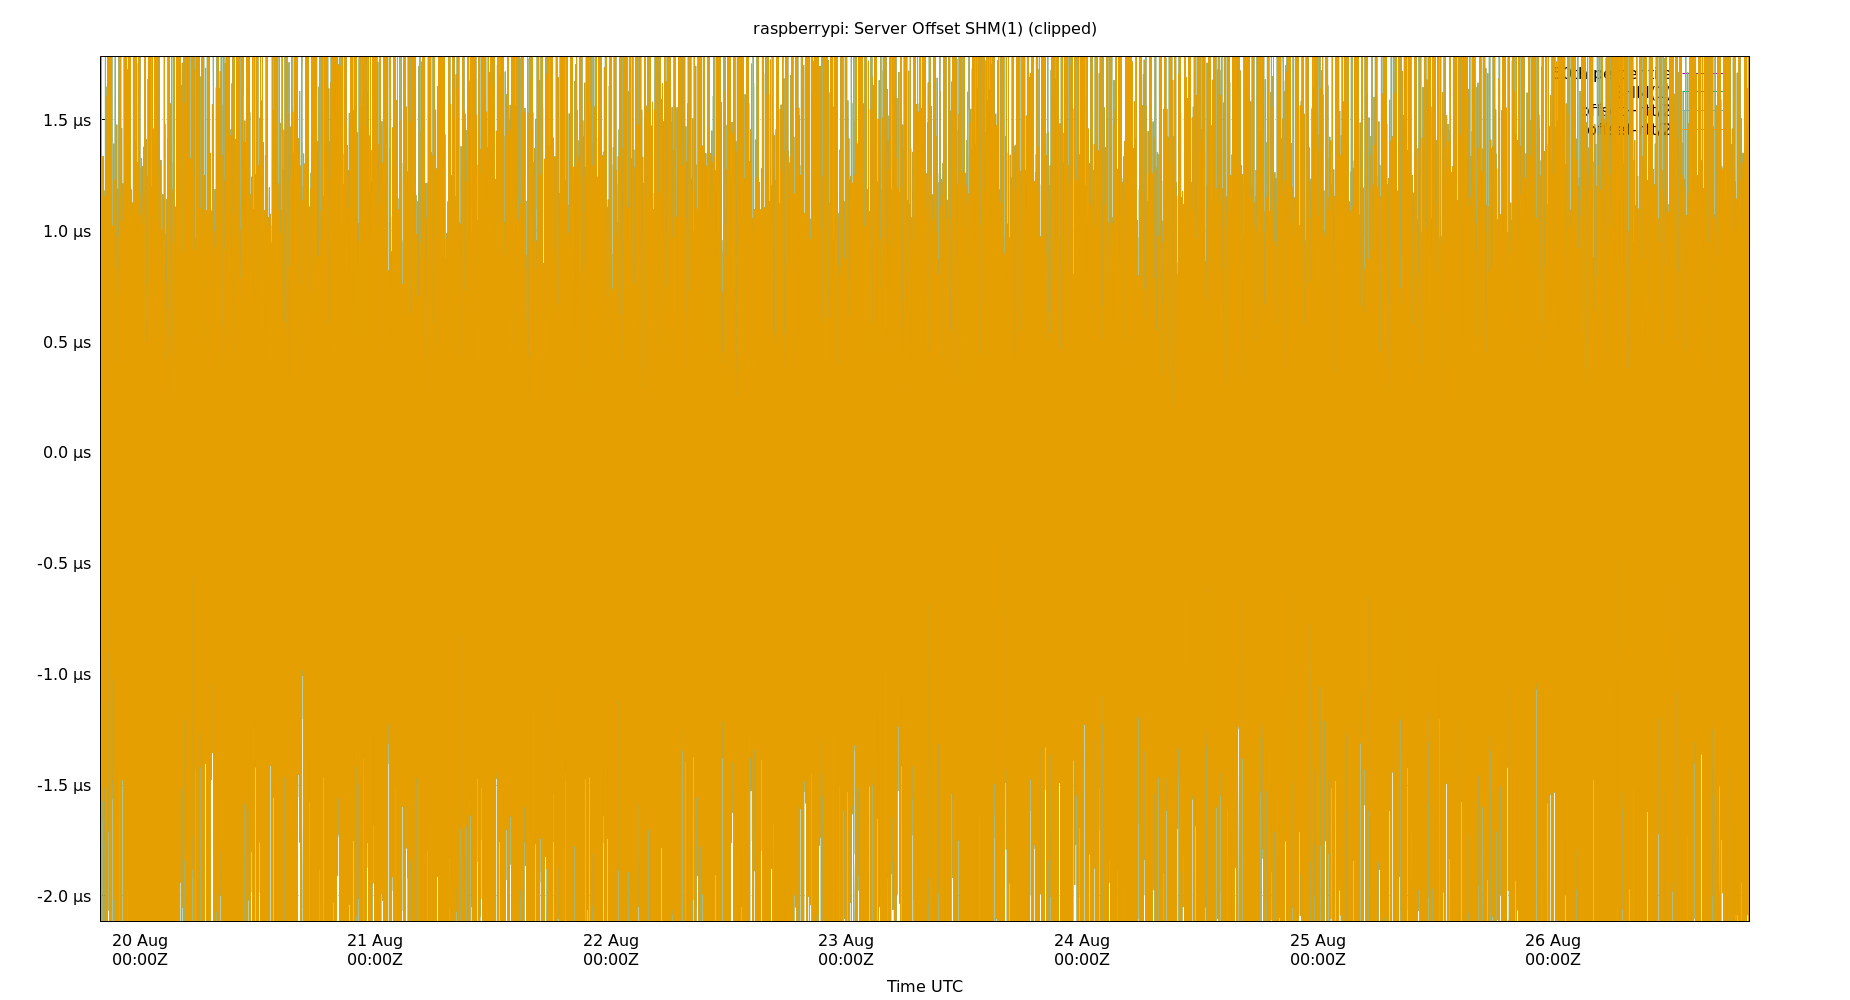 raspberrypi: Server Offset SHM(1) (clipped)
1.5 µs
1.0 µs
0.5 µs
0.0 µs
-0.5 µs
-1.0 µs
-1.5 µs
-2.0 µs
20 Aug
00:00Z
21 Aug
00:00Z
22 Aug
00:00Z
23 Aug
00:00Z
24 Aug
00:00Z
25 Aug
00:00Z
26 Aug
00:00Z
Time UTC